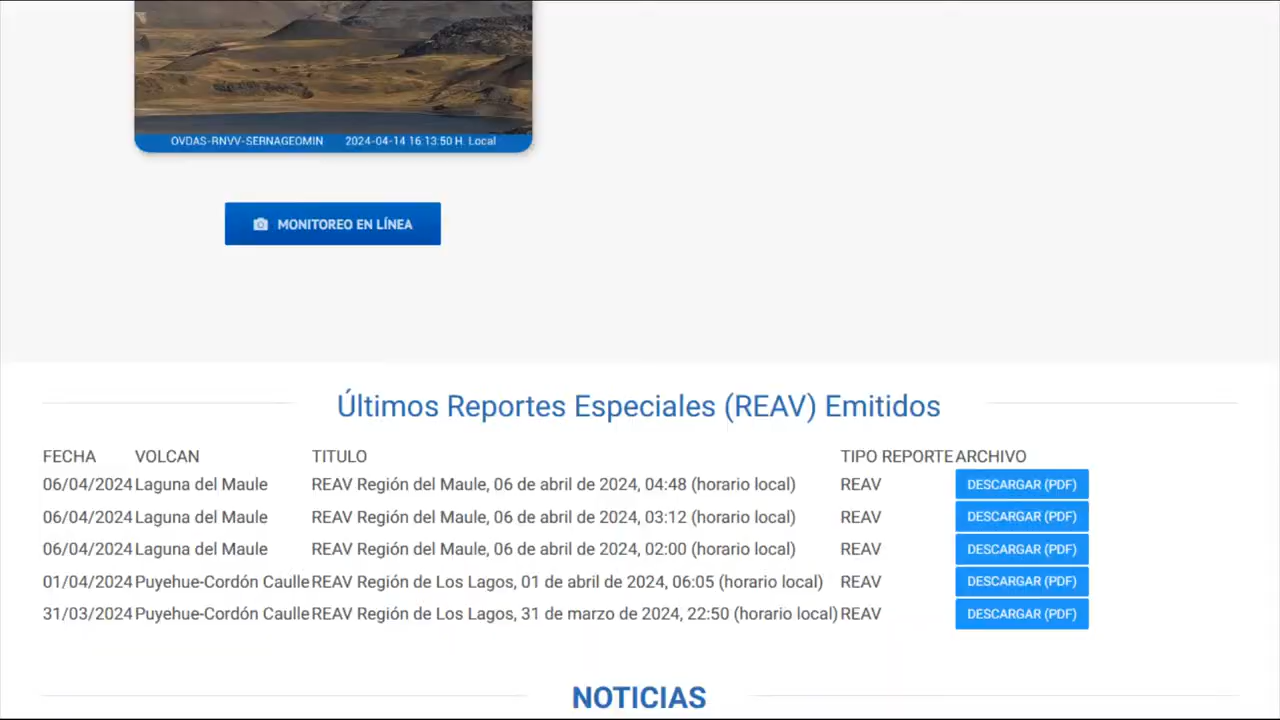 OVDAS-RNVV-SERNAGEOMIN 2024-04-14 16:13:50 H. Local
MONITOREO EN LÍNEA
Últimos Reportes Especiales (REAV) Emitidos
FECHA VOLCAN TITULO TIPO REPORTE ARCHIVO
06/04/2024 Laguna del Maule REAV Región del Maule, 06 de abril de 2024, 04:48 (horario local) REAV DESCARGAR (PDF)
06/04/2024 Laguna del Maule REAV Región del Maule, 06 de abril de 2024, 03:12 (horario local) REAV DESCARGAR (PDF)
06/04/2024 Laguna del Maule REAV Región del Maule, 06 de abril de 2024, 02:00 (horario local) REAV DESCARGAR (PDF)
01/04/2024 Puyehue-Cordón Caulle REAV Región de Los Lagos, 01 de abril de 2024, 06:05 (horario local) REAV DESCARGAR (PDF)
31/03/2024 Puyehue-Cordón Caulle REAV Región de Los Lagos, 31 de marzo de 2024, 22:50 (horario local) REAV DESCARGAR (PDF)
NOTICIAS